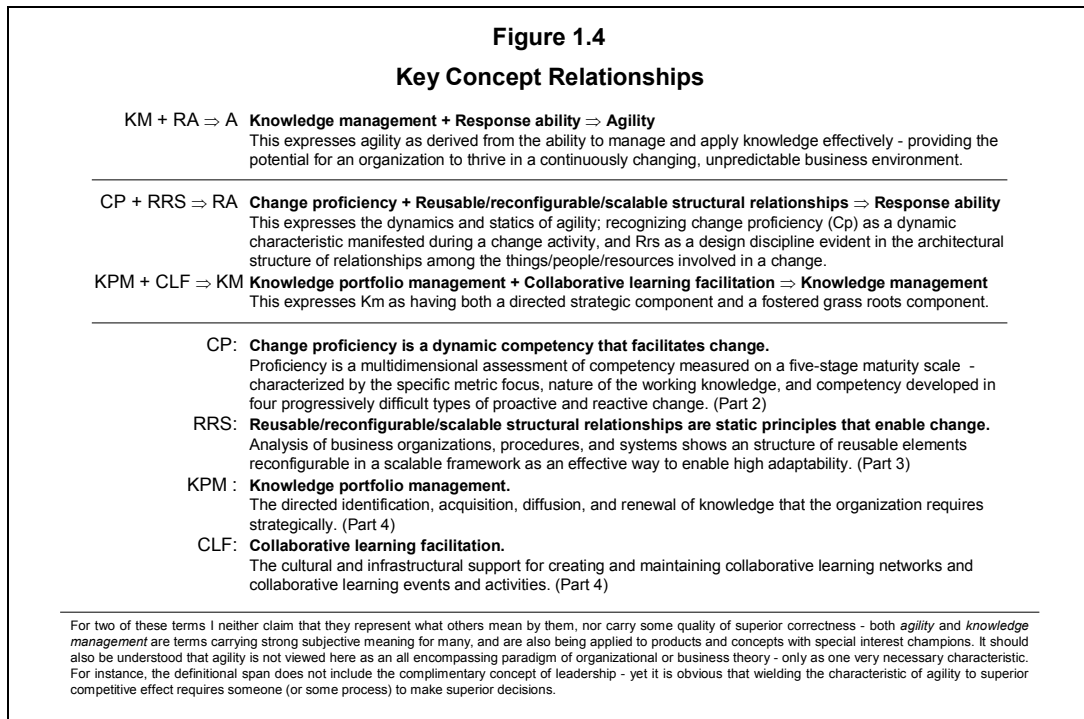 Figure 1.4
Key Concept Relationships
KM + RA ⇒ A Knowledge management + Response ability ⇒ Agility
This expresses agility as derived from the ability to manage and apply knowledge effectively - providing the
potential for an organization to thrive in a continuously changing, unpredictable business environment.
CP + RRS ⇒ RA Change proficiency + Reusable/reconfigurable/scalable structural relationships ⇒ Response ability
This expresses the dynamics and statics of agility; recognizing change proficiency (Cp) as a dynamic
characteristic manifested during a change activity, and Rrs as a design discipline evident in the architectural
structure of relationships among the things/people/resources involved in a change.
KPM + CLF ⇒ KM Knowledge portfolio management + Collaborative learning facilitation ⇒ Knowledge management
This expresses Km as having both a directed strategic component and a fostered grass roots component.
CP: Change proficiency is a dynamic competency that facilitates change.
Proficiency is a multidimensional assessment of competency measured on a five-stage maturity scale -
characterized by the specific metric focus, nature of the working knowledge, and competency developed in
four progressively difficult types of proactive and reactive change. (Part 2)
RRS: Reusable/reconfigurable/scalable structural relationships are static principles that enable change.
Analysis of business organizations, procedures, and systems shows an structure of reusable elements
reconfigurable in a scalable framework as an effective way to enable high adaptability. (Part 3)
KPM : Knowledge portfolio management.
The directed identification, acquisition, diffusion, and renewal of knowledge that the organization requires
strategically. (Part 4)
CLF: Collaborative learning facilitation.
The cultural and infrastructural support for creating and maintaining collaborative learning networks and
collaborative learning events and activities. (Part 4)
For two of these terms I neither claim that they represent what others mean by them, nor carry some quality of superior correctness - both agility and knowledge
management are terms carrying strong subjective meaning for many, and are also being applied to products and concepts with special interest champions. It should
also be understood that agility is not viewed here as an all encompassing paradigm of organizational or business theory - only as one very necessary characteristic.
For instance, the definitional span does not include the complimentary concept of leadership - yet it is obvious that wielding the characteristic of agility to superior
competitive effect requires someone (or some process) to make superior decisions.